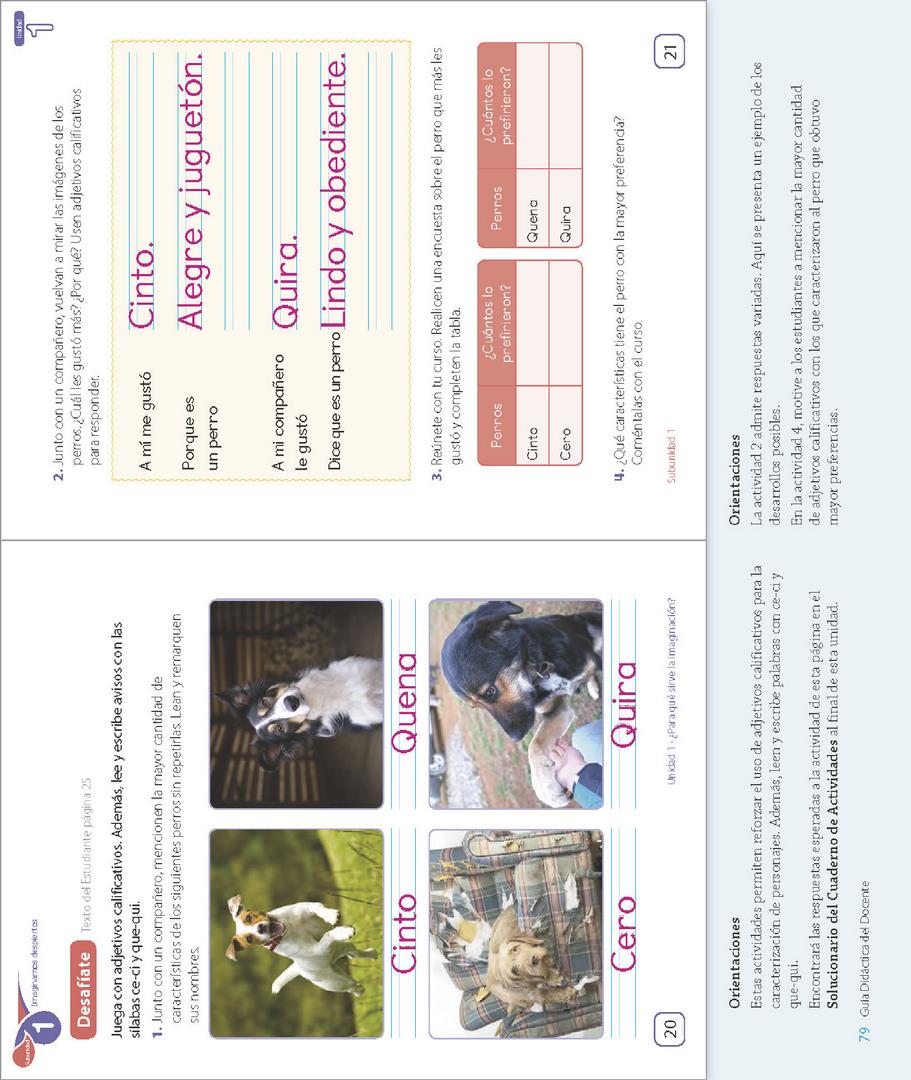 Subunidad
1
Imaginamos despiertos
Desafíate
Texto del Estudiante página 25
Juega con adjetivos calificativos. Además, lee y escribe avisos con las
sílabas ce-ci y que-qui.
1. Junto con un compañero, mencionen la mayor cantidad de
características de los siguientes perros sin repetirlas. Lean y remarquen
sus nombres.
Cinto
Quena
Cero
Quira
20
Unidad 1 - ¿Para qué sirve la imaginación?
Unidad
1
2. Junto con un compañero, vuelvan a mirar las imágenes de los
perros. ¿Cuál les gustó más? ¿Por qué? Usen adjetivos calificativos
para responder.
A mí me gustó
Cinto.
Porque es
un perro
Alegre y juguetón.
A mi compañero
le gustó
Quira.
Dice que es un perro
Lindo y obediente.
3. Reúnete con tu curso. Realicen una encuesta sobre el perro que más les
gustó y completen la tabla.
Perros
¿Cuántos lo
prefirieron?
Cinto
Cero
Perros
¿Cuántos lo
prefirieron?
Quena
Quira
4. ¿Qué características tiene el perro con la mayor preferencia?
Coméntalas con el curso.
Subunidad 1
21
Orientaciones
Estas actividades permiten reforzar el uso de adjetivos calificativos para la
caracterización de personajes. Además, leen y escribe palabras con ce-ci y
que-qui.
Encontrará las respuestas esperadas a la actividad de esta página en el
Solucionario del Cuaderno de Actividades al final de esta unidad.
Orientaciones
La actividad 2 admite respuestas variadas. Aquí se presenta un ejemplo de los
desarrollos posibles.
En la actividad 4, motive a los estudiantes a mencionar la mayor cantidad
de adjetivos calificativos con los que caracterizaron al perro que obtuvo
mayor preferencias.
79 Guía Didáctica del Docente